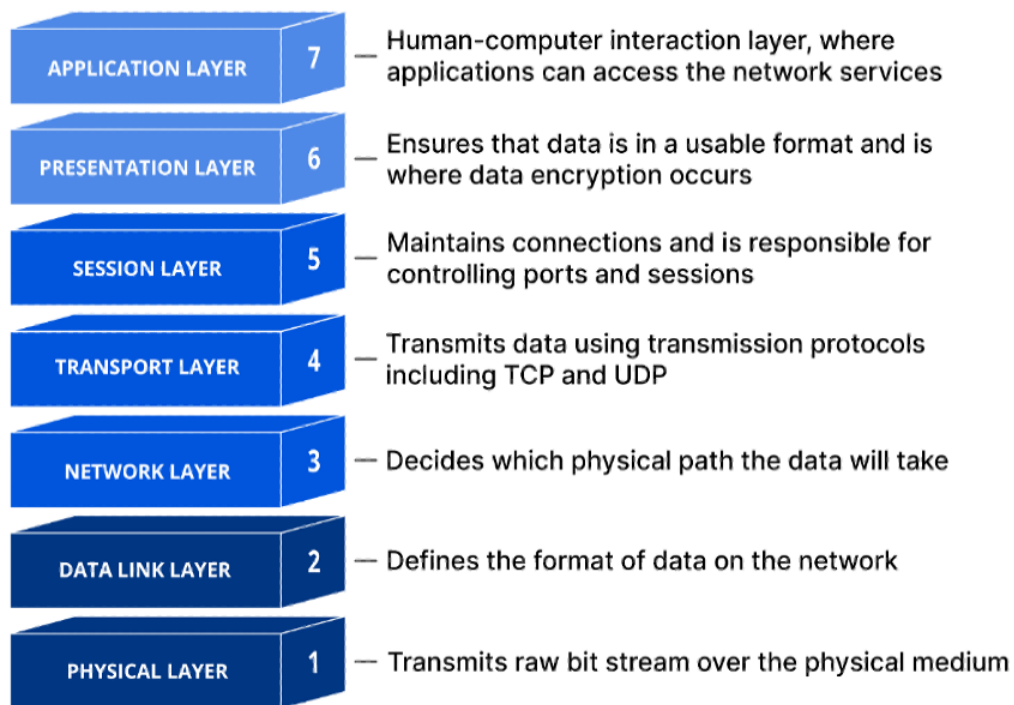 APPLICATION LAYER 7
Human-computer interaction layer, where
applications can access the network services
PRESENTATION LAYER 6
Ensures that data is in a usable format and is
where data encryption occurs
SESSION LAYER 5
Maintains connections and is responsible for
controlling ports and sessions
TRANSPORT LAYER 4
Transmits data using transmission protocols
including TCP and UDP
NETWORK LAYER 3
Decides which physical path the data will take
DATA LINK LAYER 2
Defines the format of data on the network
PHYSICAL LAYER 1
Transmits raw bit stream over the physical medium